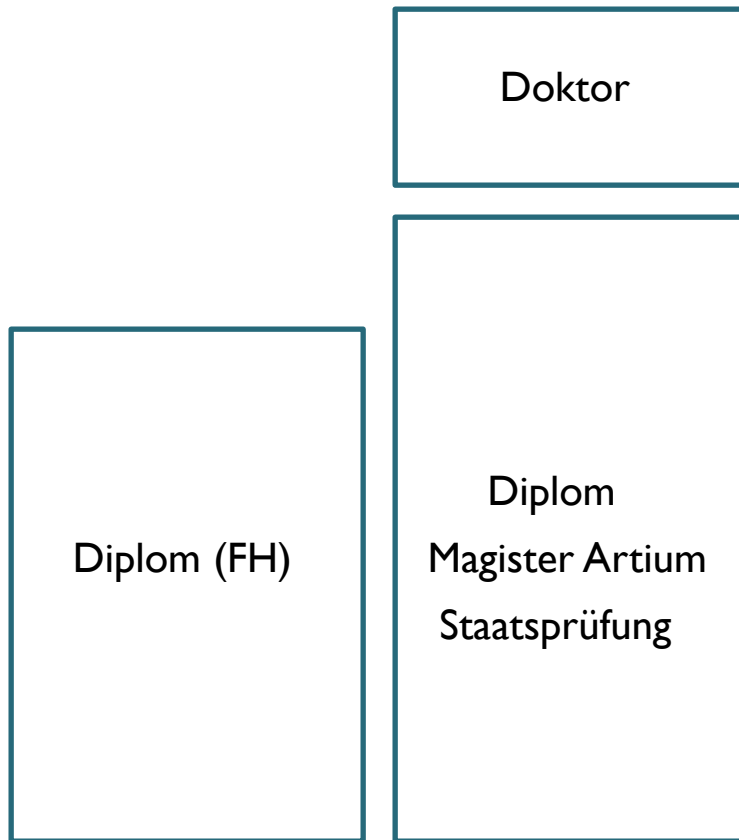 Doktor
Diplom (FH)
Diplom
Magister Artium
Staatsprüfung